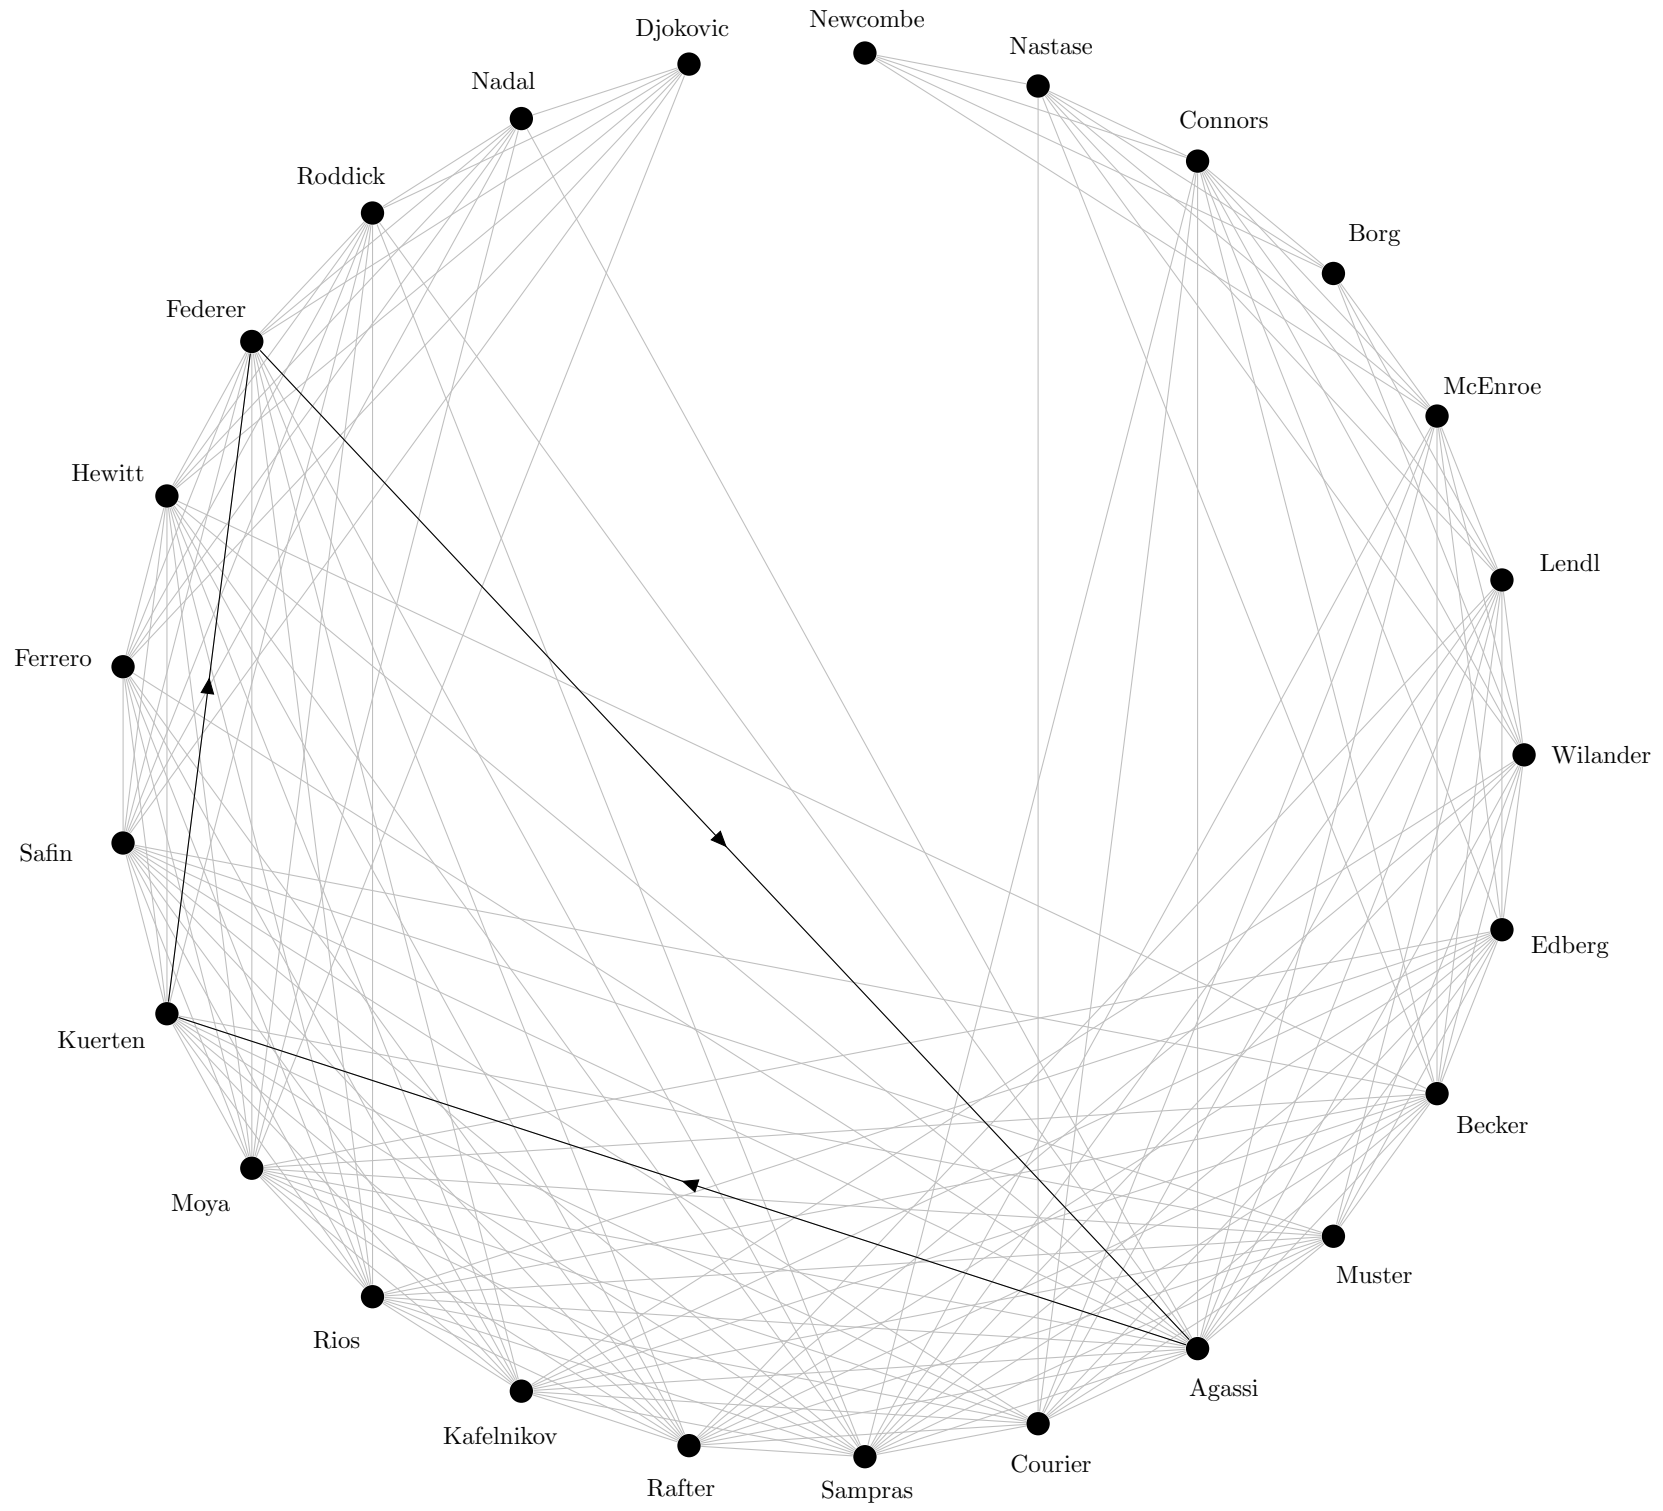 Newcombe
Djokovic
Nastase
Nadal
Connors
Roddick
Borg
Federer
McEnroe
Hewitt
Lendl
Ferrero
Wilander
Safin
Edberg
Kuerten
Becker
Moya
Muster
Rios
Agassi
Kafelnikov
Courier
Rafter
Sampras